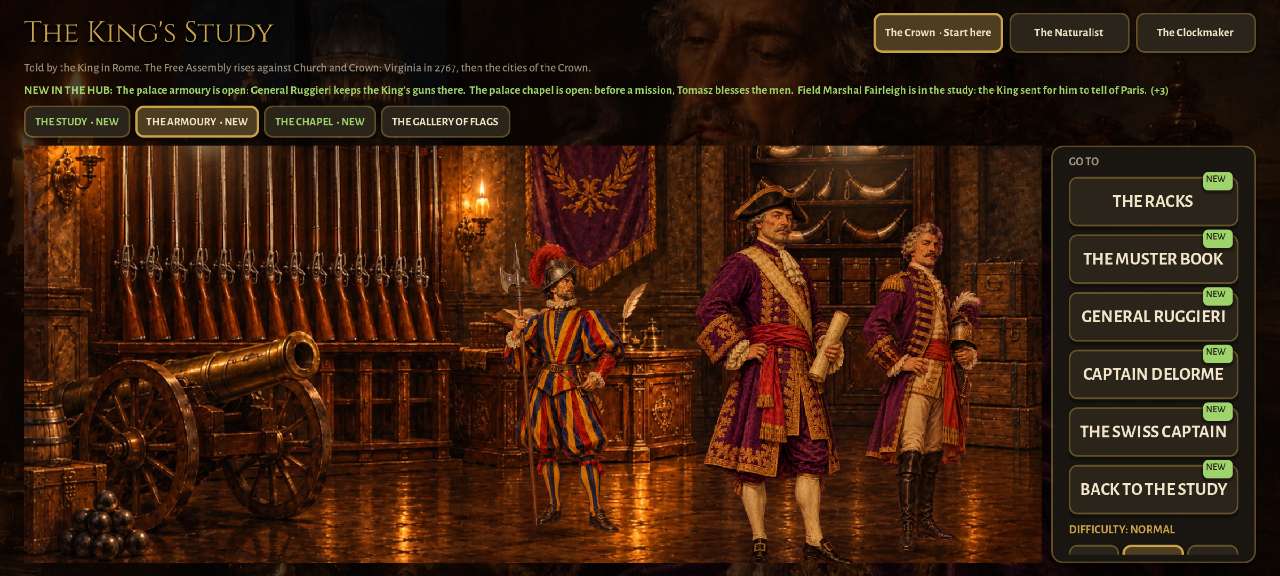 The King's Study
The Crown · Start here
The Naturalist
The Clockmaker
Told by the King in Rome. The Free Assembly rises against Church and Crown: Virginia in 2767, then the cities of the Crown.
NEW IN THE HUB: The palace armoury is open: General Ruggieri keeps the King's guns there. The palace chapel is open: before a mission, Tomasz blesses the men. Field Marshal Fairleigh is in the study: the King sent for him to tell of Paris. (+3)
THE STUDY · NEW
THE ARMOURY · NEW
THE CHAPEL · NEW
THE GALLERY OF FLAGS
GO TO
NEW
THE RACKS
NEW
THE MUSTER BOOK
NEW
GENERAL RUGGIERI
NEW
CAPTAIN DELORME
NEW
THE SWISS CAPTAIN
NEW
BACK TO THE STUDY
DIFFICULTY: NORMAL